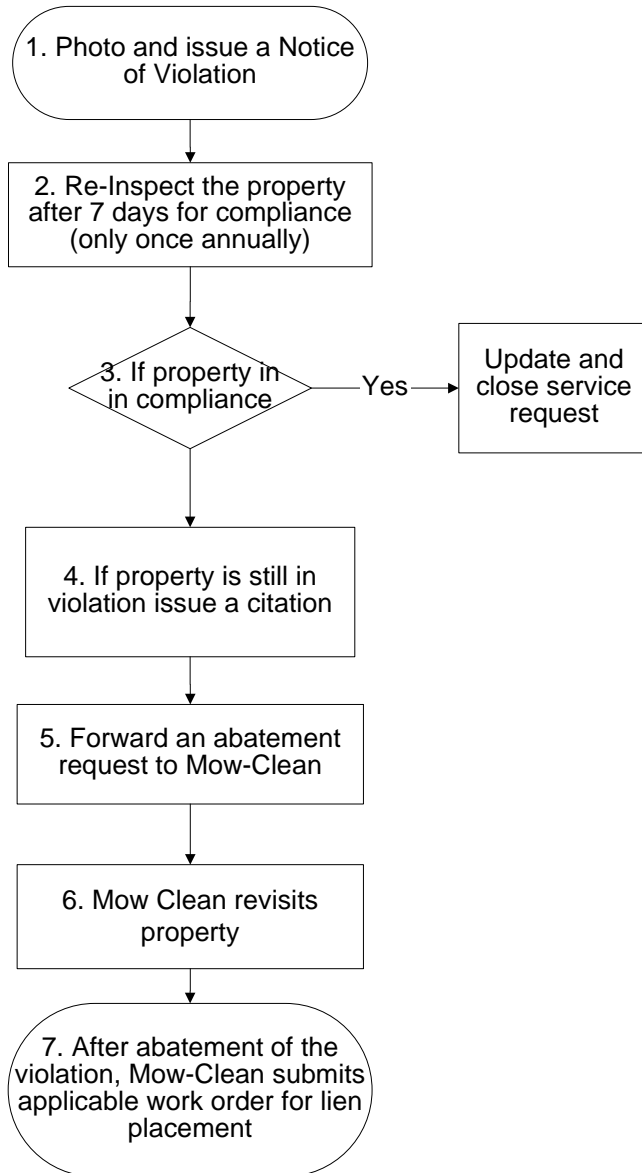 1. Photo and issue a Notice
of Violation
2. Re-Inspect the property
after 7 days for compliance
(only once annually)
3. If property in
in compliance
Yes
Update and
close service
request
4. If property is still in
violation issue a citation
5. Forward an abatement
request to Mow-Clean
6. Mow Clean revisits
property
7. After abatement of the
violation, Mow-Clean submits
applicable work order for lien
placement